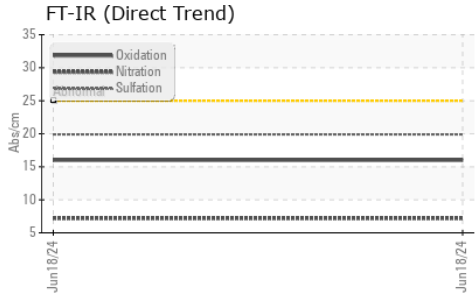 FT-IR (Direct Trend)
35
30
25
20
15
10
5
Abs/cm
Oxidation
Nitration
Sulfation
Abnormal
Jun18/24
Jun18/24